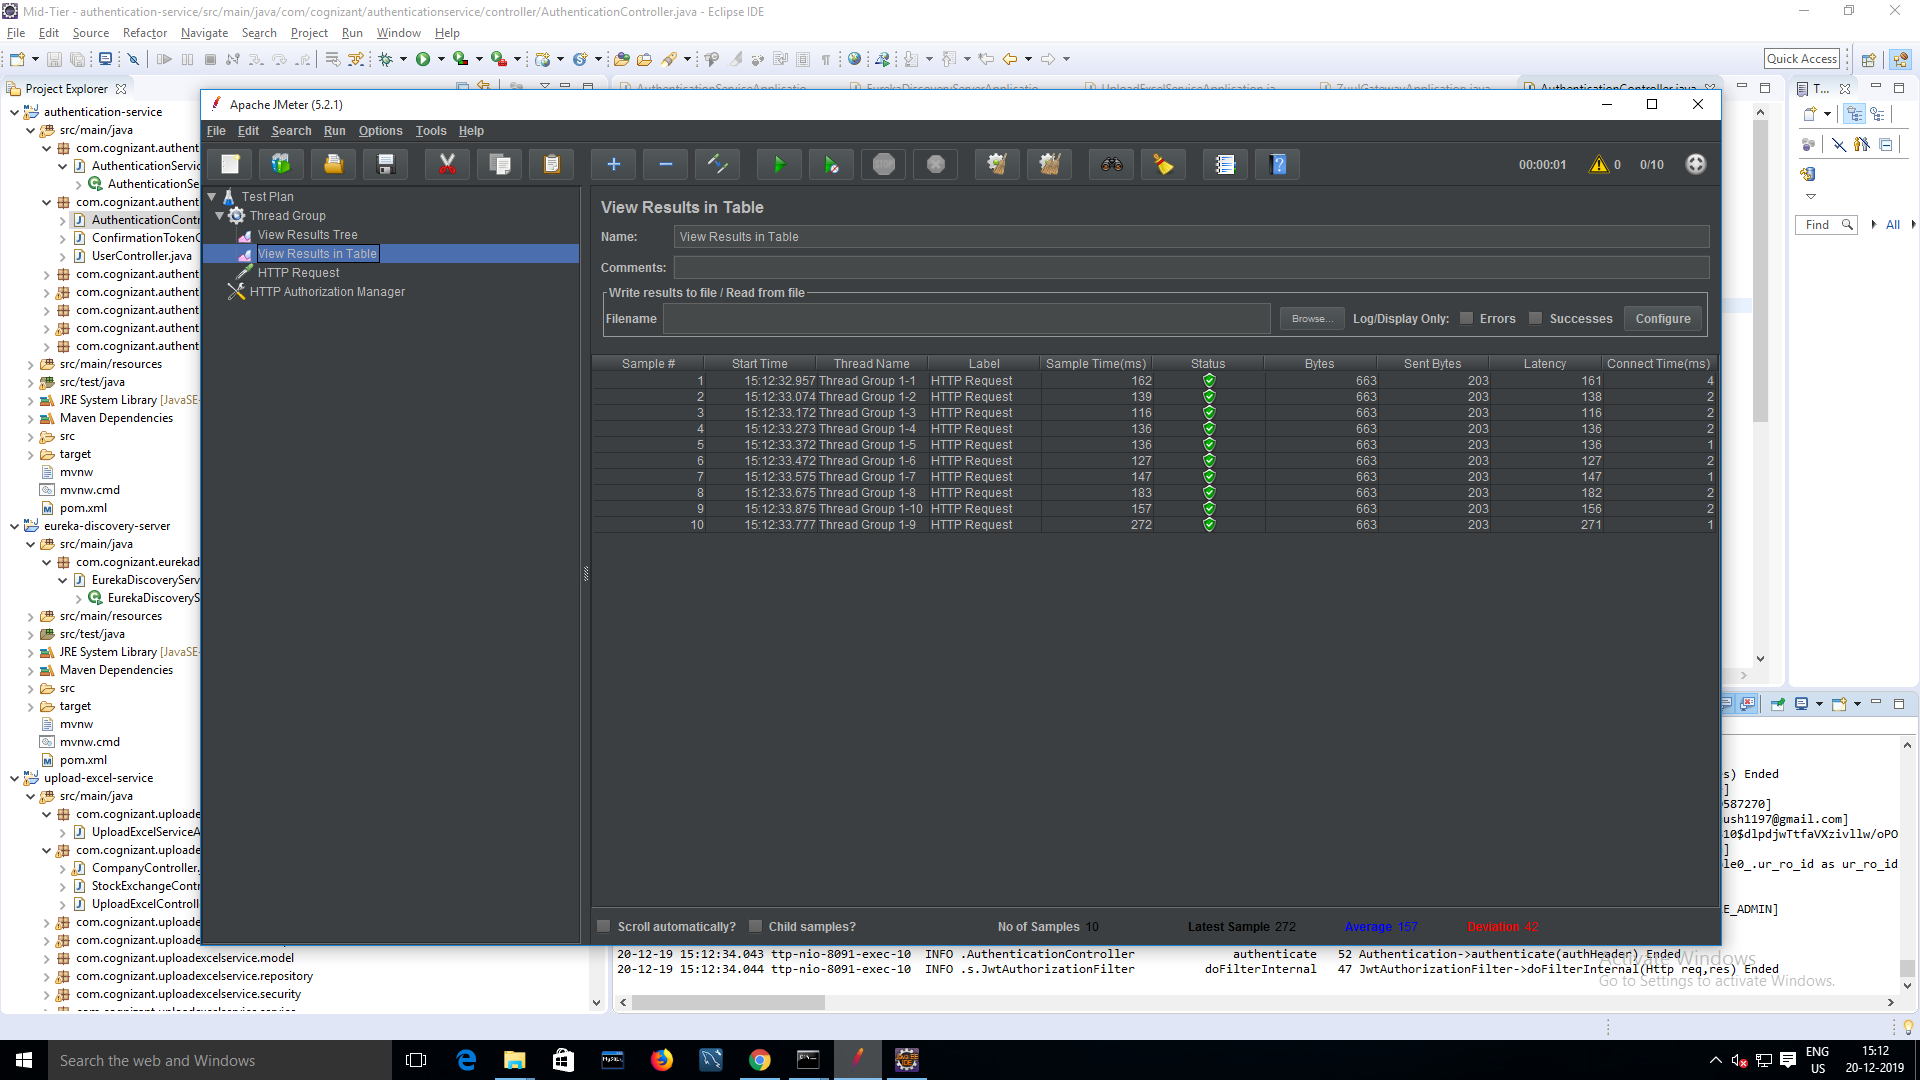 Mid-Tier - authentication-service/src/main/java/com/cognizant/authenticationservice/controller/AuthenticationController.java - Eclipse IDE
File Edit Source Refactor Navigate Search Project Run Window Help
Quick Access
Project Explorer
authentication-service
src/main/java
com.cognizant.authent
AuthenticationServic
AuthenticationSe
com.cognizant.authent
AuthenticationContr
ConfirmationTokenC
UserController.java
com.cognizant.authent
com.cognizant.authent
com.cognizant.authent
com.cognizant.authent
com.cognizant.authent
src/main/resources
src/test/java
JRE System Library [JavaSE-
Maven Dependencies
src
target
mvnw
mvnw.cmd
pom.xml
eureka-discovery-server
src/main/java
com.cognizant.eurekad
EurekaDiscoveryServ
EurekaDiscoveryS
src/main/resources
src/test/java
JRE System Library [JavaSE-
Maven Dependencies
src
target
mvnw
mvnw.cmd
pom.xml
upload-excel-service
src/main/java
com.cognizant.uploade
UploadExcelServiceA
com.cognizant.uploade
CompanyController.
StockExchangeContr
UploadExcelControll
com.cognizant.uploade
com.cognizant.uploade
com.cognizant.uploadexcelservice.model
com.cognizant.uploadexcelservice.repository
com.cognizant.uploadexcelservice.security
Apache JMeter (5.2.1)
File Edit Search Run Options Tools Help
00:00:01 0 0/10
Test Plan
Thread Group
View Results Tree
View Results in Table
HTTP Request
HTTP Authorization Manager
View Results in Table
Name: View Results in Table
Comments:
Write results to file / Read from file
Filename Browse... Log/Display Only: Errors Successes Configure
Sample # Start Time Thread Name Label Sample Time(ms) Status Bytes Sent Bytes Latency Connect Time(ms)
1 15:12:32.957 Thread Group 1-1 HTTP Request 162 663 203 161 4
2 15:12:33.074 Thread Group 1-2 HTTP Request 139 663 203 138 2
3 15:12:33.172 Thread Group 1-3 HTTP Request 116 663 203 116 2
4 15:12:33.273 Thread Group 1-4 HTTP Request 136 663 203 136 2
5 15:12:33.372 Thread Group 1-5 HTTP Request 136 663 203 136 1
6 15:12:33.472 Thread Group 1-6 HTTP Request 127 663 203 127 2
7 15:12:33.575 Thread Group 1-7 HTTP Request 147 663 203 147 1
8 15:12:33.675 Thread Group 1-8 HTTP Request 183 663 203 182 2
9 15:12:33.875 Thread Group 1-10 HTTP Request 157 663 203 156 2
10 15:12:33.777 Thread Group 1-9 HTTP Request 272 663 203 271 1
Scroll automatically? Child samples? No of Samples 10 Latest Sample 272 Average 157 Deviation 42
T...
Find All
s) Ended
]
9587270]
ush1197@gmail.com]
10$dlpdjwTtfaVXzivllw/oPO
]
le0_.ur_ro_id as ur_ro_id
E_ADMIN]
20-12-19 15:12:34.043 ttp-nio-8091-exec-10 INFO .AuthenticationController authenticate 52 Authentication->authenticate(authHeader) Ended
20-12-19 15:12:34.044 ttp-nio-8091-exec-10 INFO .s.JwtAuthorizationFilter doFilterInternal 47 JwtAuthorizationFilter->doFilterInternal(Http req,res) Ended
Activate Windows
Go to Settings to activate Windows.
Search the web and Windows
ENG
US
15:12
20-12-2019